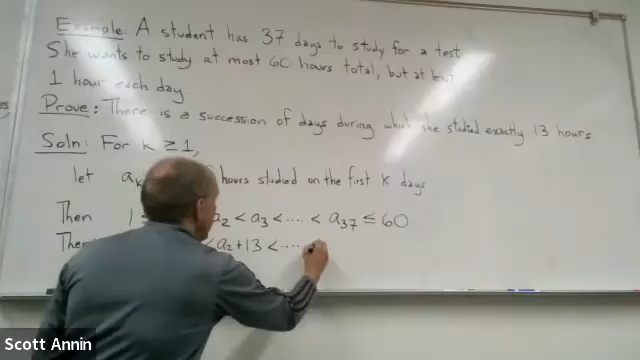 Example: A student has 37 days to study for a test
She wants to study at most 60 hours total, but at least
1 hour each day.
Prove: There is a succession of days during which she studied exactly 13 hours
Soln: For k ≥ 1,
let a hours studied on the first k days
Then 1 a₂ < a₃ < .... < a₃₇ ≤ 60
< a₂+13 < ....
Scott Annin